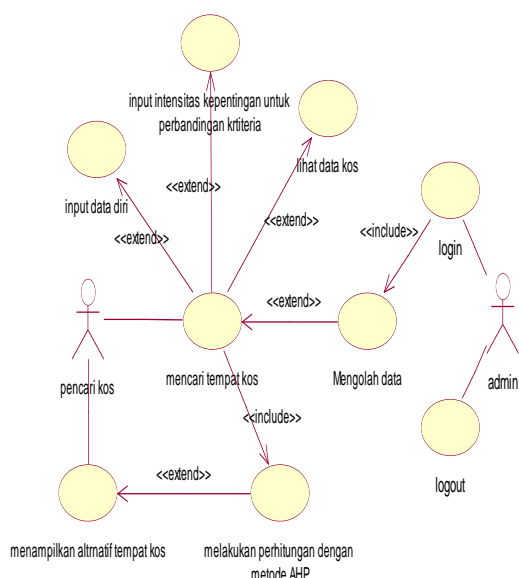 input intensitas kepentingan untuk
perbandingan krtiteria
lihat data kos
<<extend>>
input data diri
<<extend>>
<<extend>>
<<include>>
login
<<extend>>
pencari kos
mencari tempat kos
Mengolah data
admin
<<include>>
logout
<<extend>>
menampilkan altrnatif tempat kos
melakukan perhitungan dengan
metode AHP